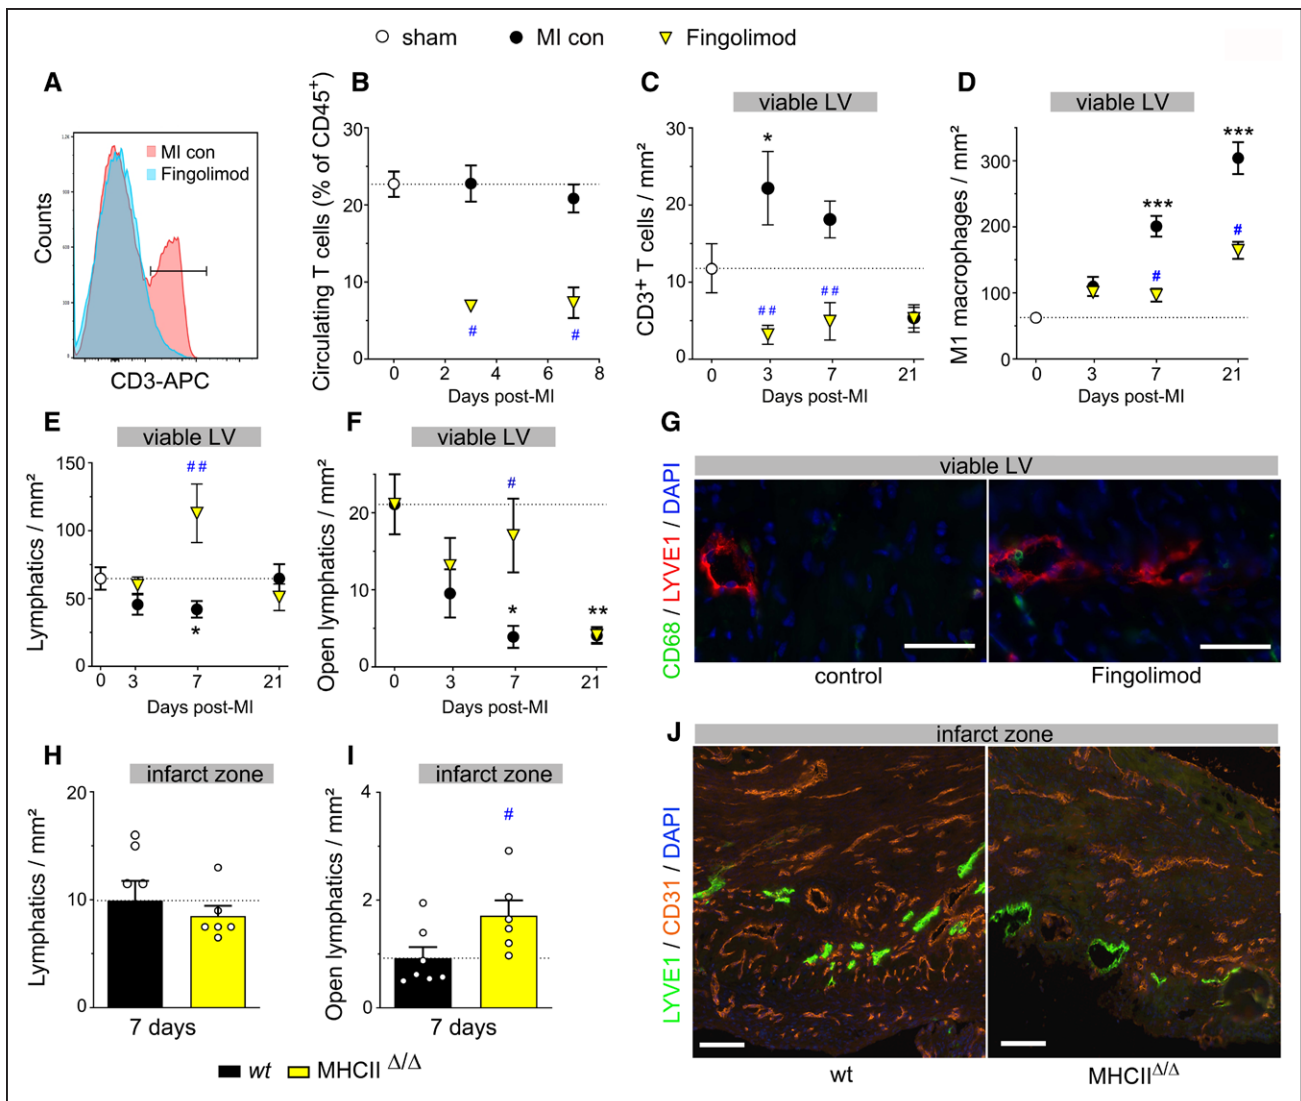 sham MI con Fingolimod
A
MI con
Fingolimod
Counts
CD3-APC
B
Circulating T cells (% of CD45⁺)
30
20
10
0
0 2 4 6 8
Days post-MI
# #
C
viable LV
CD3⁺ T cells / mm²
30
20
10
0
*
## ##
0 3 7 21
Days post-MI
D
viable LV
M1 macrophages / mm²
300
200
100
0
*** ***
# #
0 3 7 21
Days post-MI
E
viable LV
Lymphatics / mm²
150
100
50
0
##
*
0 3 7 21
Days post-MI
F
Open lymphatics / mm²
20
10
0
#
* **
0 3 7 21
Days post-MI
G
viable LV
CD68 / LYVE1 / DAPI
control Fingolimod
H
infarct zone
Lymphatics / mm²
20
10
0
7 days
I
infarct zone
Open lymphatics / mm²
4
2
0
#
7 days
wt MHCII Δ/Δ
J
infarct zone
LYVE1 / CD31 / DAPI
wt MHCIIΔ/Δ